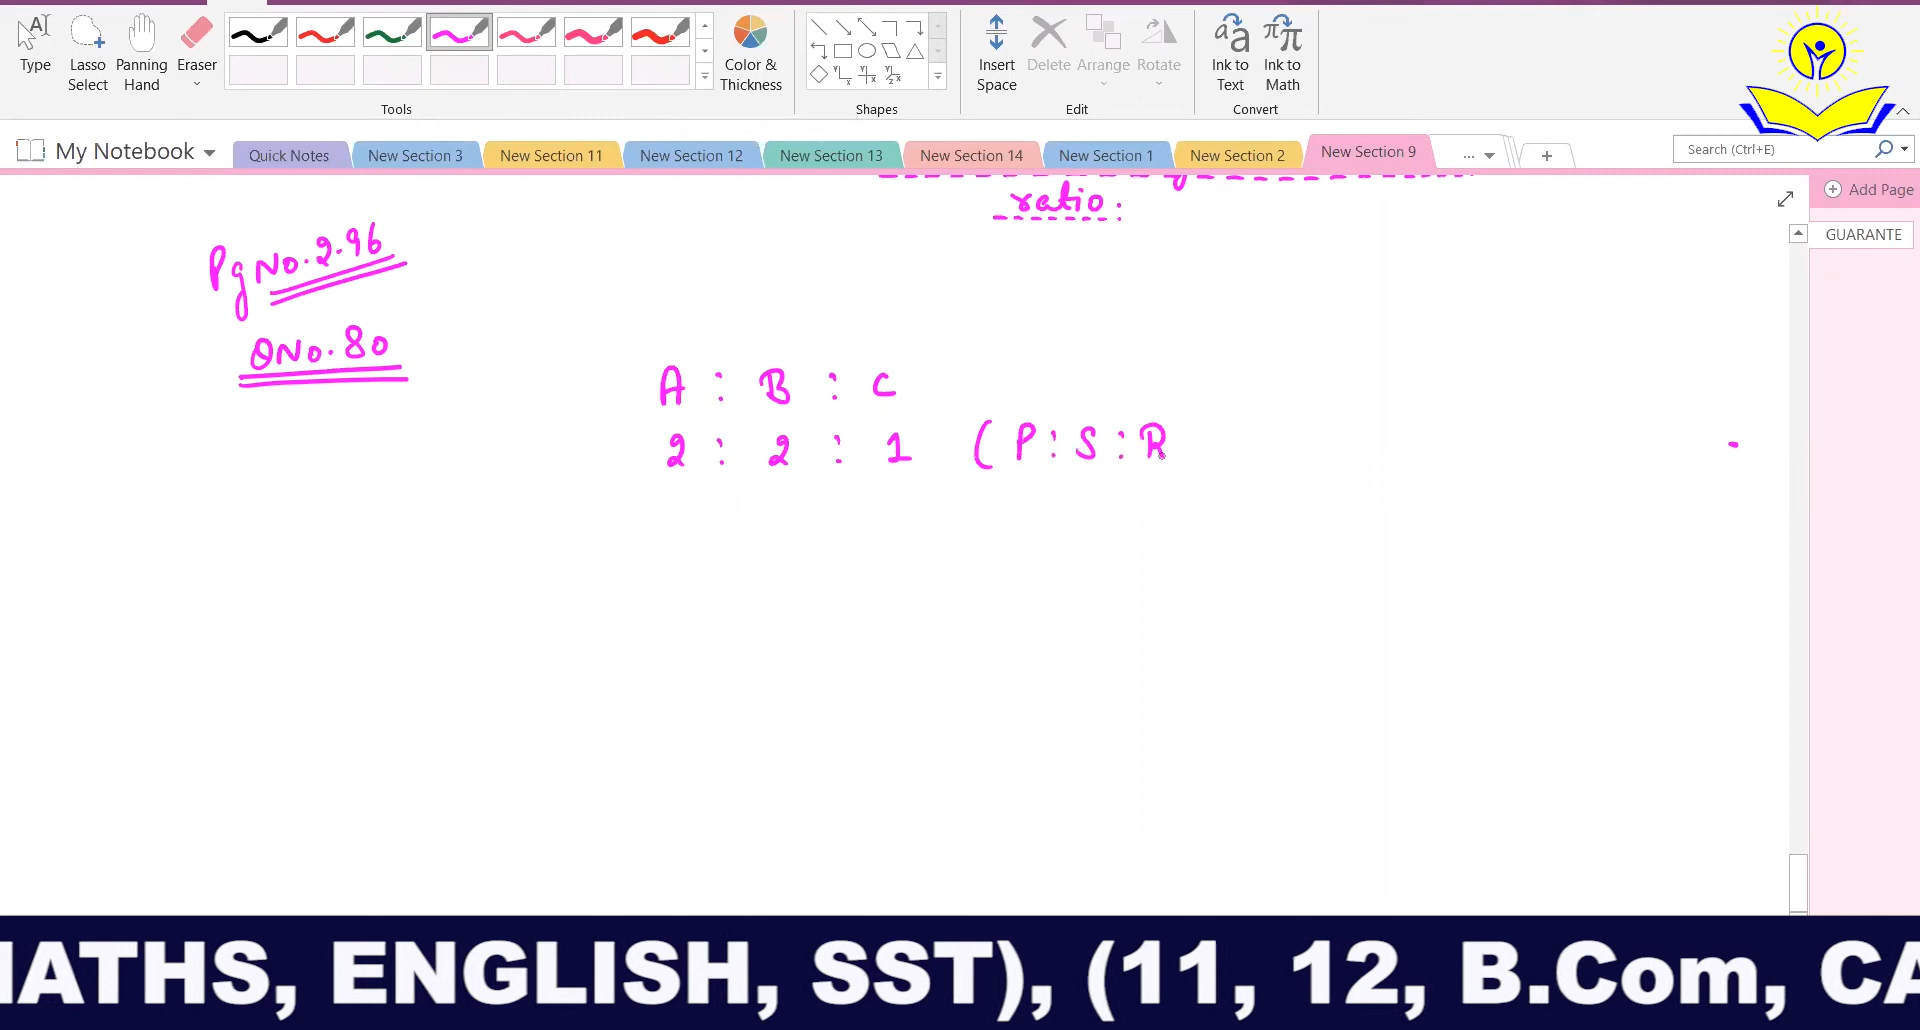 Type
Lasso Select
Panning Hand
Eraser
Color & Thickness
Insert Space
Delete
Arrange
Rotate
Ink to Text
Ink to Math
Tools
Shapes
Edit
Convert
My Notebook
Quick Notes
New Section 3
New Section 11
New Section 12
New Section 13
New Section 14
New Section 1
New Section 2
New Section 9
...
Search (Ctrl+E)
Add Page
GUARANTE
ratio.
Pg No. 2.96
QNo. 80
A : B : C
2 : 2 : 1 ( P : S : R
MATHS, ENGLISH, SST), (11, 12, B.Com, CA